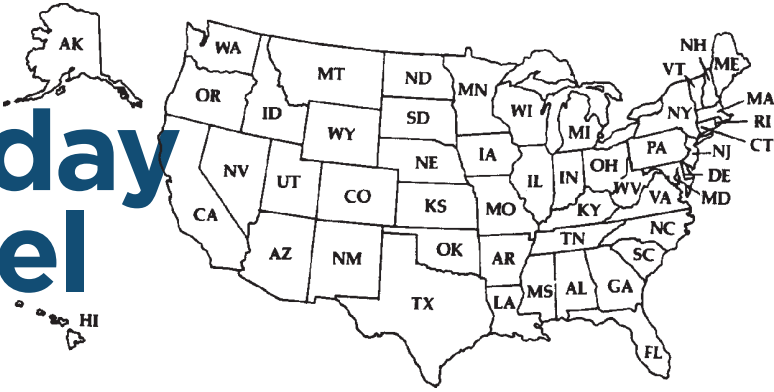 AK
WA
MT
ND
MN
NH
VT
ME
OR
ID
SD
WI
NY
MA
RI
CT
WY
MI
PA
NJ
day
NV
UT
CO
NE
IA
IL
IN
OH
WV
VA
DE
MD
CA
KS
MO
KY
NC
AZ
NM
OK
AR
TN
SC
el
TX
LA
MS
AL
GA
HI
FL